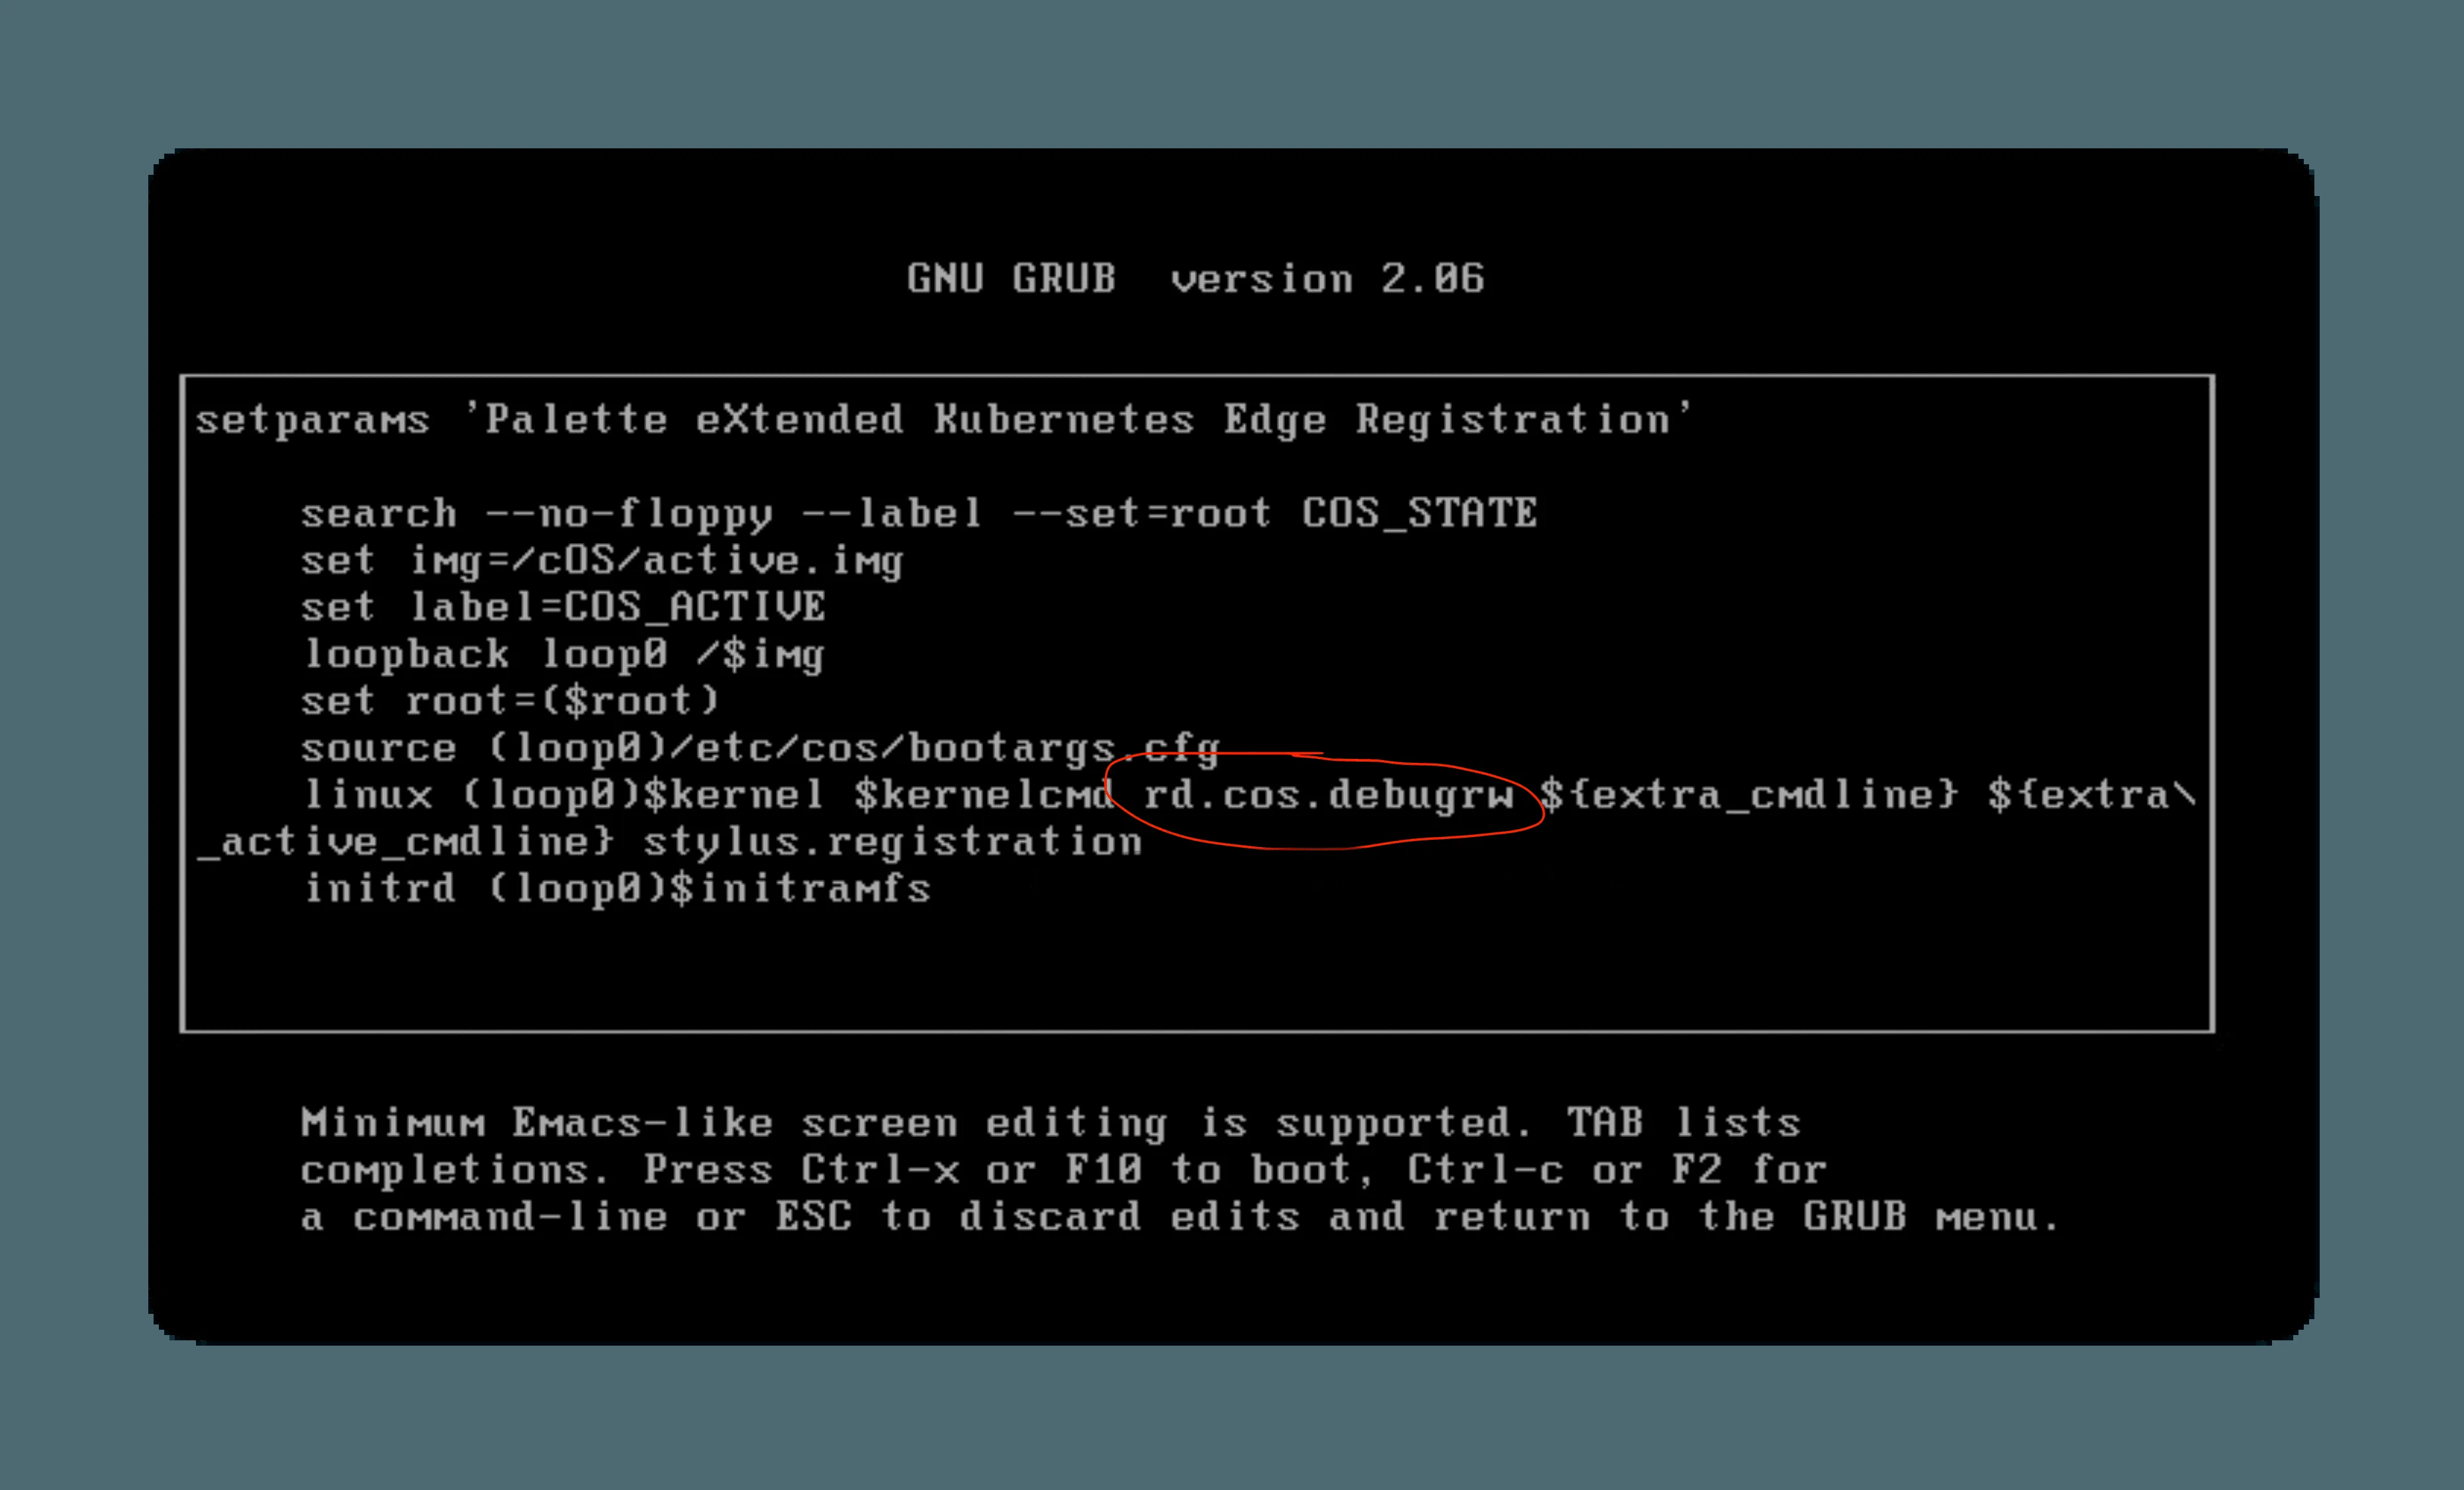 GNU GRUB  version 2.06
setparams 'Palette eXtended Kubernetes Edge Registration'
search --no-floppy --label --set=root COS_STATE
set img=/cOS/active.img
set label=COS_ACTIVE
loopback loop0 /$img
set root=($root)
source (loop0)/etc/cos/bootargs.cfg
linux (loop0)$kernel $kernelcmd rd.cos.debugrw ${extra_cmdline} ${extra\
_active_cmdline} stylus.registration
initrd (loop0)$initramfs
Minimum Emacs-like screen editing is supported. TAB lists
completions. Press Ctrl-x or F10 to boot, Ctrl-c or F2 for
a command-line or ESC to discard edits and return to the GRUB menu.